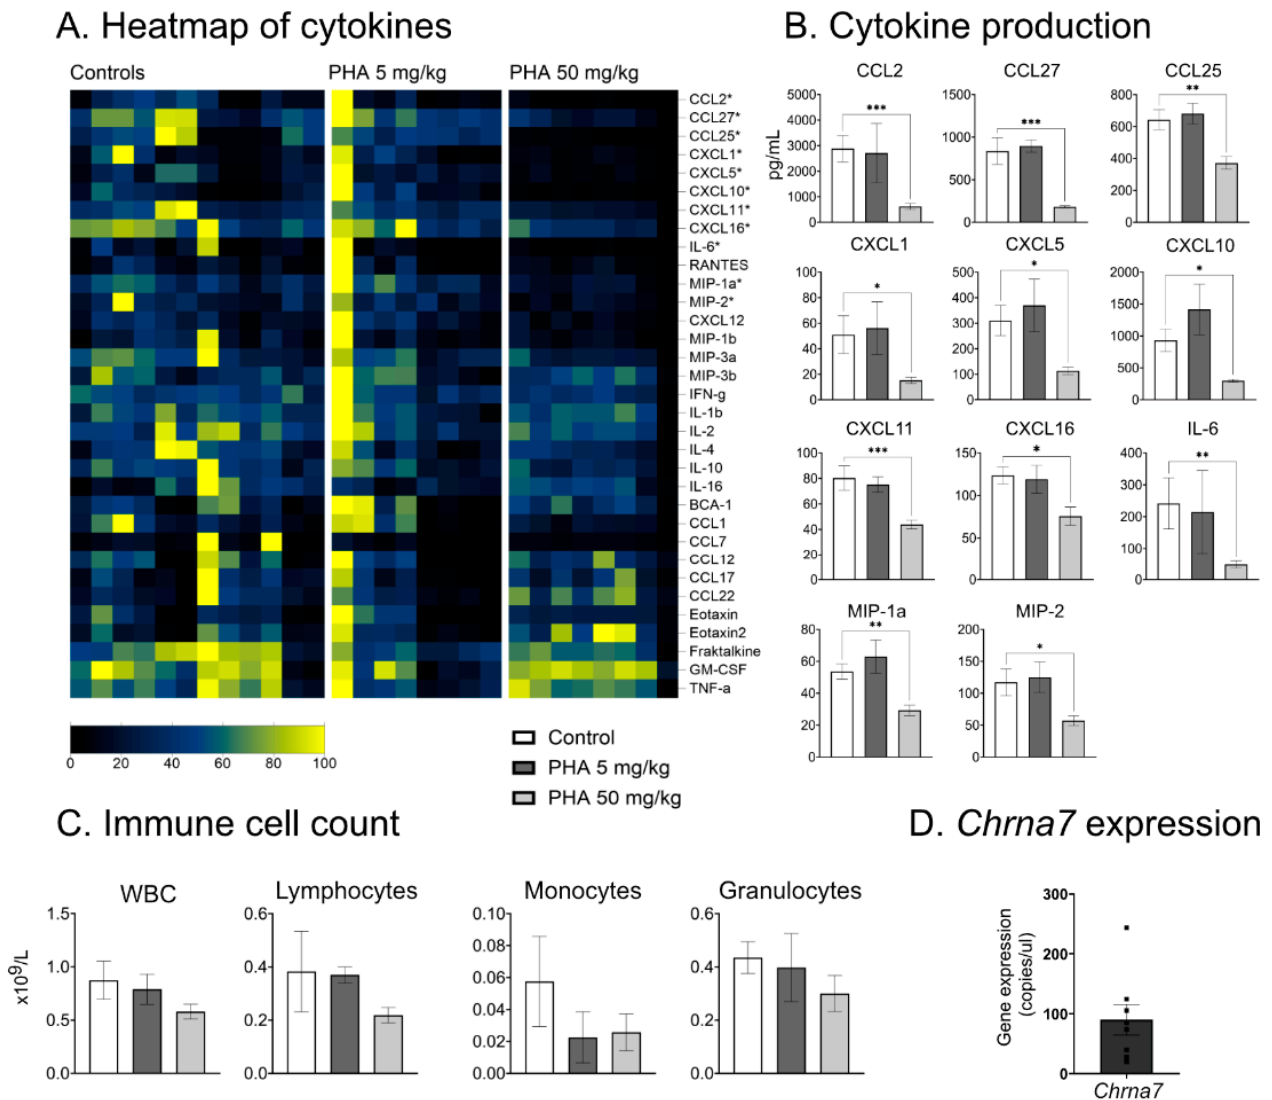 A. Heatmap of cytokines
Controls
PHA 5 mg/kg
PHA 50 mg/kg
CCL2*
CCL27*
CCL25*
CXCL1*
CXCL5*
CXCL10*
CXCL11*
CXCL16*
IL-6*
RANTES
MIP-1a*
MIP-2*
CXCL12
MIP-1b
MIP-3a
MIP-3b
IFN-g
IL-1b
IL-2
IL-4
IL-10
IL-16
BCA-1
CCL1
CCL7
CCL12
CCL17
CCL22
Eotaxin
Eotaxin2
Fraktalkine
GM-CSF
TNF-a
0 20 40 60 80 100
Control
PHA 5 mg/kg
PHA 50 mg/kg
B. Cytokine production
CCL2
pg/mL
5000
4000
3000
2000
1000
0
***
CCL27
1500
1000
500
0
***
CCL25
800
600
400
200
0
**
CXCL1
100
80
60
40
20
0
*
CXCL5
500
400
300
200
100
0
*
CXCL10
2000
1500
1000
500
0
*
CXCL11
100
80
60
40
20
0
***
CXCL16
150
100
50
0
*
IL-6
400
300
200
100
0
**
MIP-1a
80
60
40
20
0
**
MIP-2
200
150
100
50
0
*
C. Immune cell count
WBC
x10⁹/L
1.5
1.0
0.5
0.0
Lymphocytes
0.6
0.4
0.2
0.0
Monocytes
0.10
0.08
0.06
0.04
0.02
0.00
Granulocytes
0.6
0.4
0.2
0.0
D. Chrna7 expression
Gene expression
(copies/ul)
300
200
100
0
Chrna7